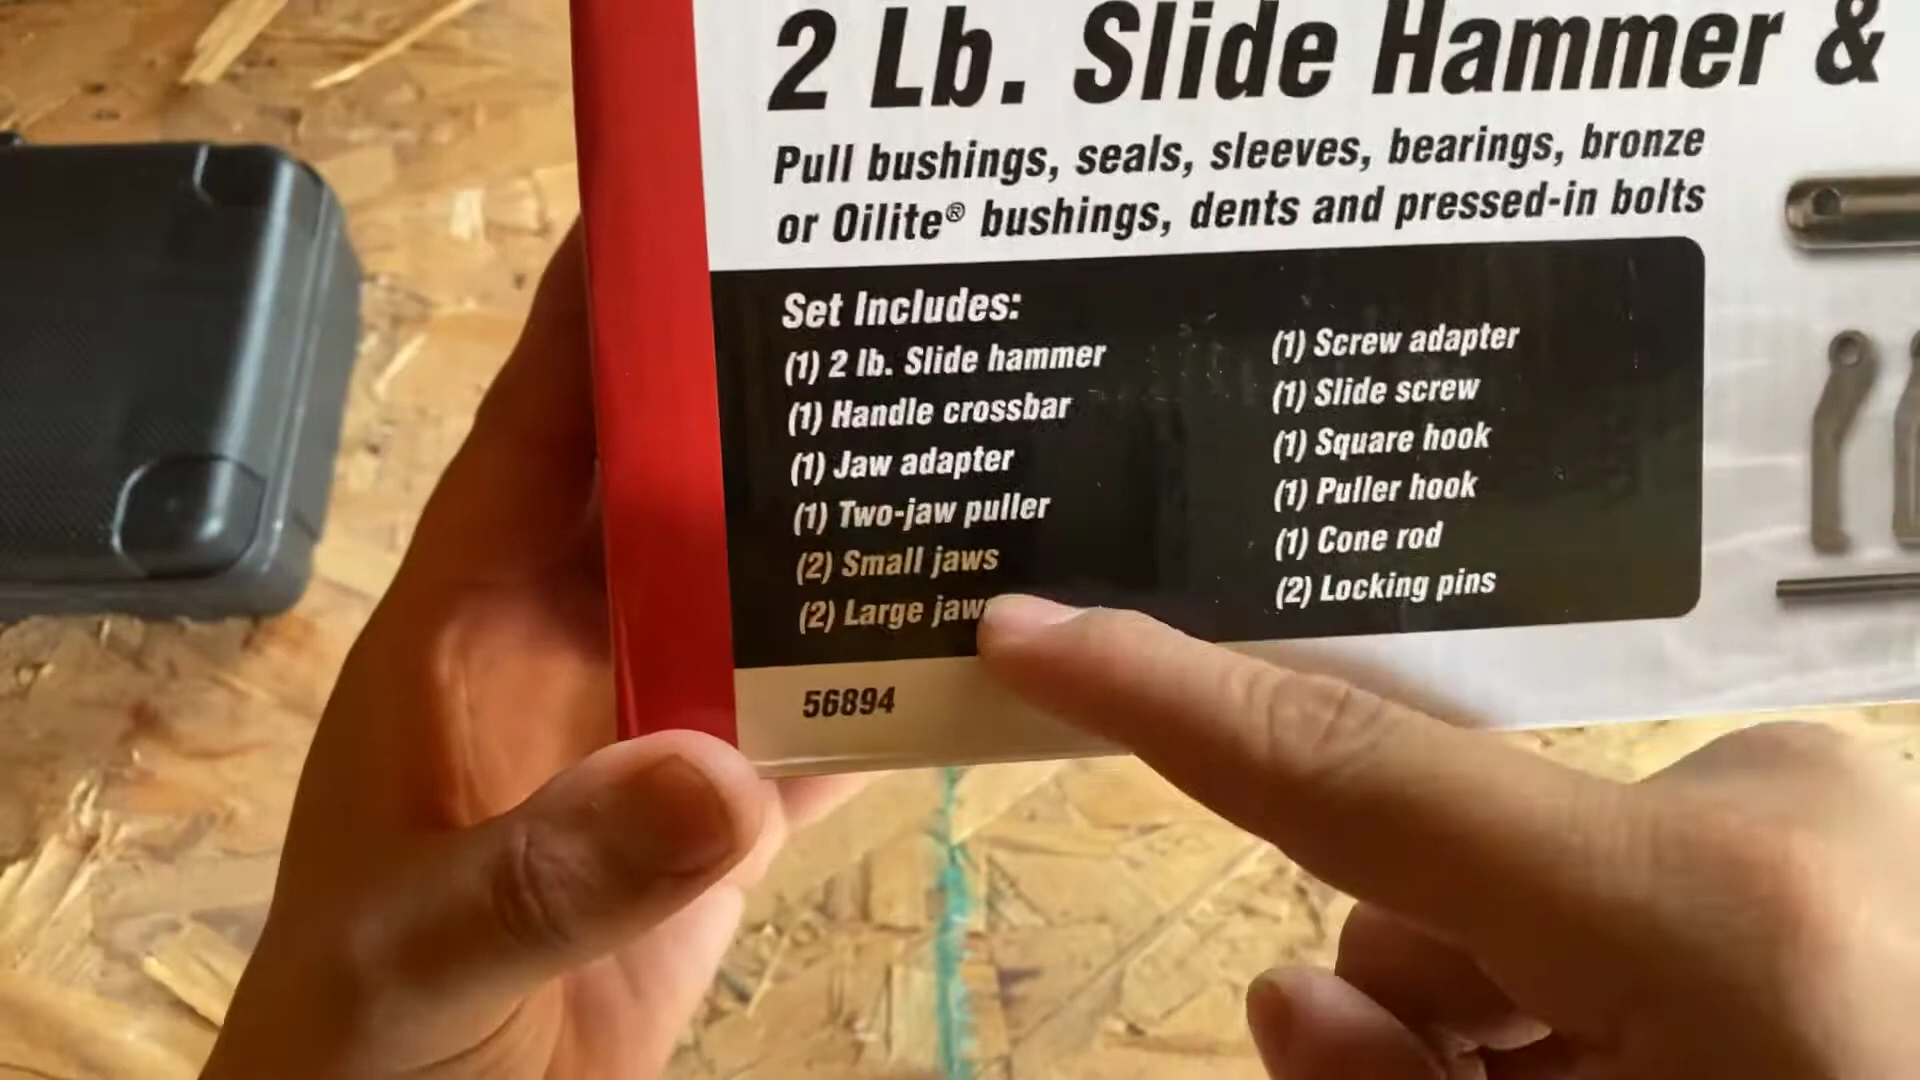 2 Lb. Slide Hammer &
Pull bushings, seals, sleeves, bearings, bronze
or Oilite® bushings, dents and pressed-in bolts
Set Includes:
(1) 2 lb. Slide hammer
(1) Handle crossbar
(1) Jaw adapter
(1) Two-jaw puller
(2) Small jaws
(2) Large jaws
(1) Screw adapter
(1) Slide screw
(1) Square hook
(1) Puller hook
(1) Cone rod
(2) Locking pins
56894